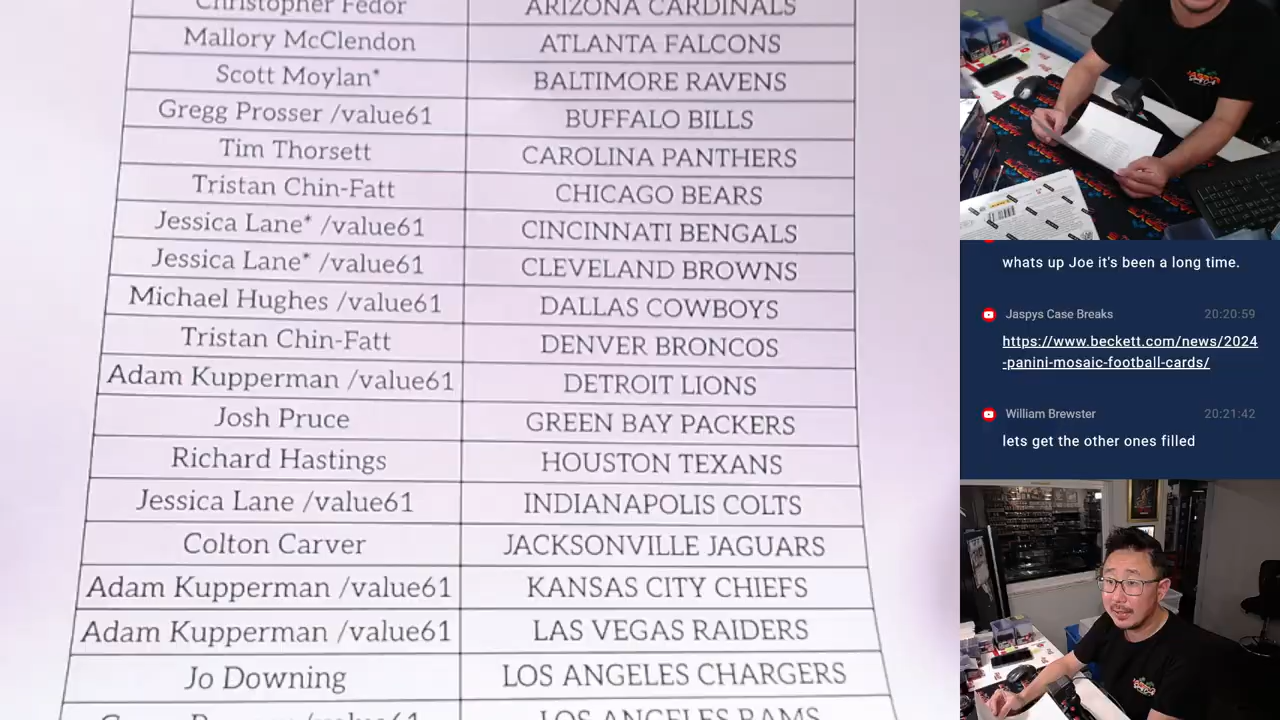 Christopher Fedor ARIZONA CARDINALS
Mallory McClendon ATLANTA FALCONS
Scott Moylan* BALTIMORE RAVENS
Gregg Prosser /value61 BUFFALO BILLS
Tim Thorsett CAROLINA PANTHERS
Tristan Chin-Fatt CHICAGO BEARS
Jessica Lane* /value61 CINCINNATI BENGALS
Jessica Lane* /value61 CLEVELAND BROWNS
Michael Hughes /value61 DALLAS COWBOYS
Tristan Chin-Fatt DENVER BRONCOS
Adam Kupperman /value61 DETROIT LIONS
Josh Pruce GREEN BAY PACKERS
Richard Hastings HOUSTON TEXANS
Jessica Lane /value61 INDIANAPOLIS COLTS
Colton Carver JACKSONVILLE JAGUARS
Adam Kupperman /value61 KANSAS CITY CHIEFS
Adam Kupperman /value61 LAS VEGAS RAIDERS
Jo Downing LOS ANGELES CHARGERS
LOS ANGELES RAMS
whats up Joe it's been a long time.
Jaspys Case Breaks 20:20:59
https://www.beckett.com/news/2024
-panini-mosaic-football-cards/
William Brewster 20:21:42
lets get the other ones filled